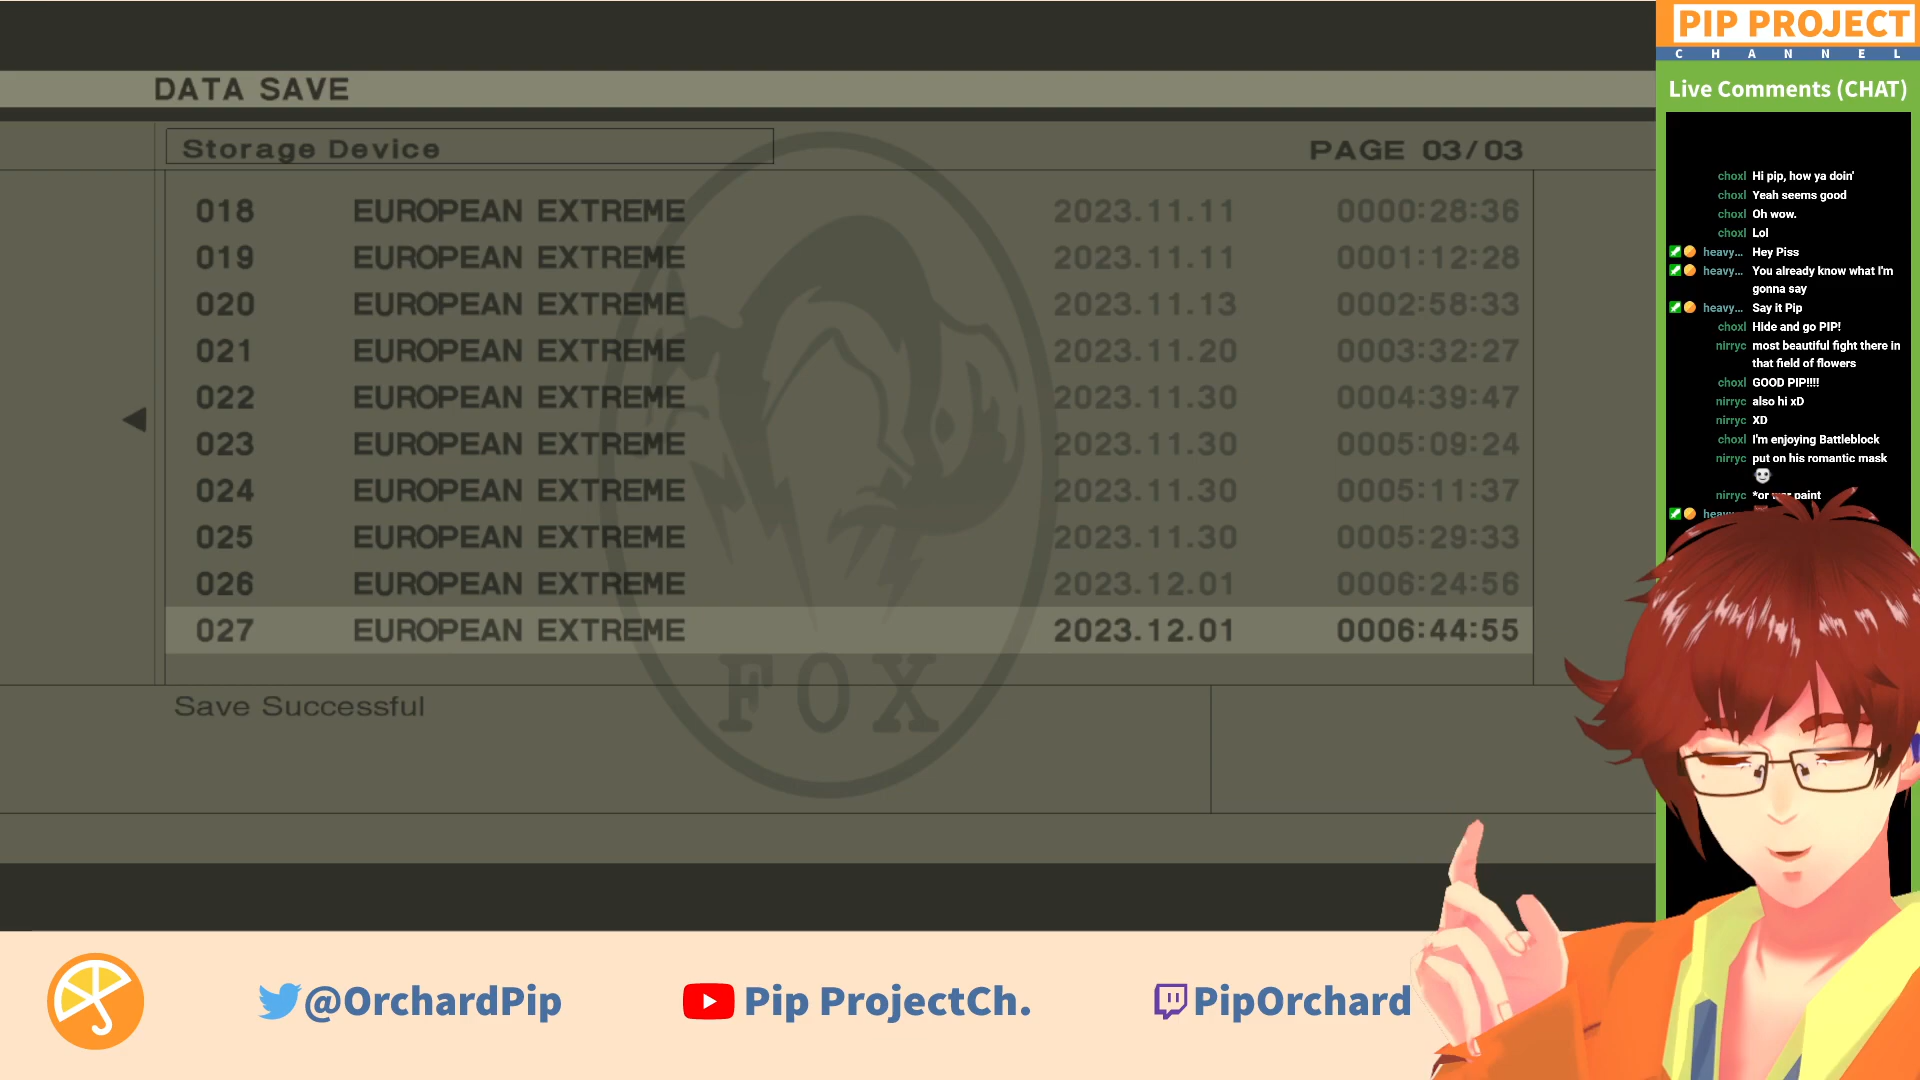 DATA SAVE
Storage Device
PAGE 03/03
018 EUROPEAN EXTREME 2023.11.11 0000:28:36
019 EUROPEAN EXTREME 2023.11.11 0001:12:28
020 EUROPEAN EXTREME 2023.11.13 0002:58:33
021 EUROPEAN EXTREME 2023.11.20 0003:32:27
022 EUROPEAN EXTREME 2023.11.30 0004:39:47
023 EUROPEAN EXTREME 2023.11.30 0005:09:24
024 EUROPEAN EXTREME 2023.11.30 0005:11:37
025 EUROPEAN EXTREME 2023.11.30 0005:29:33
026 EUROPEAN EXTREME 2023.12.01 0006:24:56
027 EUROPEAN EXTREME 2023.12.01 0006:44:55
FOX
Save Successful
PIP PROJECT
CHANNEL
Live Comments (CHAT)
choxl Hi pip, how ya doin'
choxl Yeah seems good
choxl Oh wow.
choxl Lol
heavy... Hey Piss
heavy... You already know what I'm
gonna say
heavy... Say it Pip
choxl Hide and go PIP!
nirryc most beautiful fight there in
that field of flowers
choxl GOOD PIP!!!!
nirryc also hi xD
nirryc XD
choxl I'm enjoying Battleblock
nirryc put on his romantic mask
nirryc *or paint
@OrchardPip
Pip ProjectCh.
PipOrchard